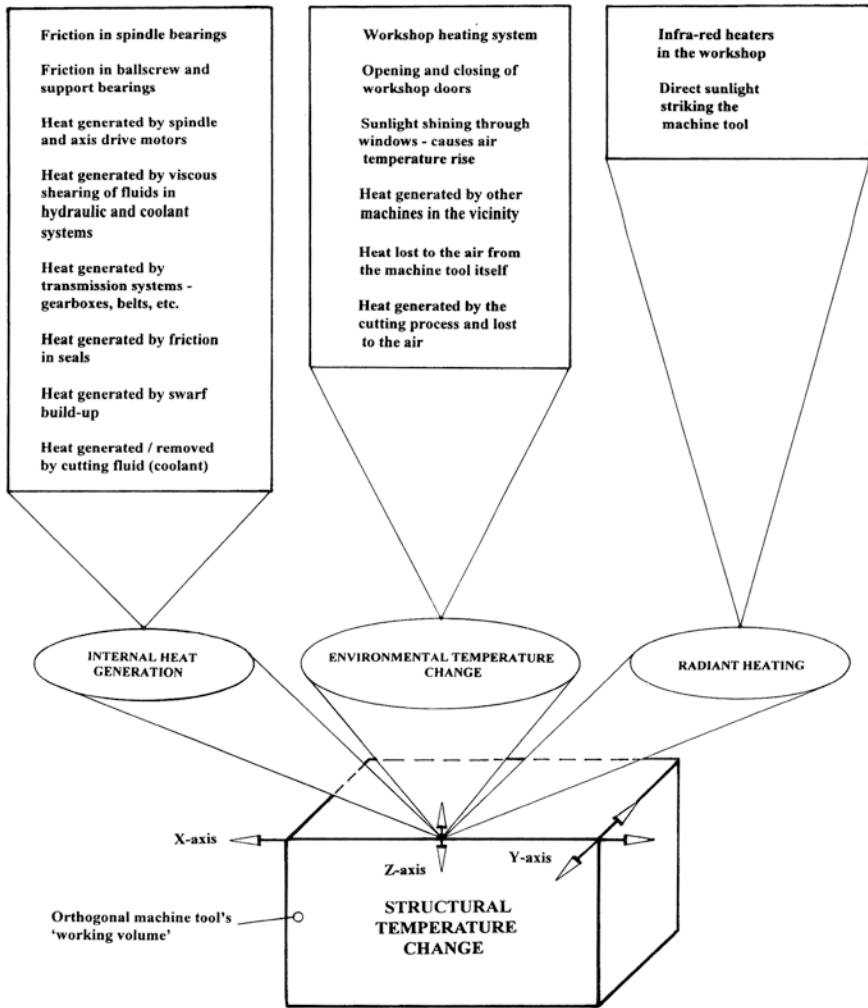 Friction in spindle bearings
Friction in ballscrew and
support bearings
Heat generated by spindle
and axis drive motors
Heat generated by viscous
shearing of fluids in
hydraulic and coolant
systems
Heat generated by
transmission systems -
gearboxes, belts, etc.
Heat generated by friction
in seals
Heat generated by swarf
build-up
Heat generated / removed
by cutting fluid (coolant)
Workshop heating system
Opening and closing of
workshop doors
Sunlight shining through
windows - causes air
temperature rise
Heat generated by other
machines in the vicinity
Heat lost to the air from
the machine tool itself
Heat generated by the
cutting process and lost
to the air
Infra-red heaters
in the workshop
Direct sunlight
striking the
machine tool
INTERNAL HEAT
GENERATION
ENVIRONMENTAL TEMPERATURE
CHANGE
RADIANT HEATING
X-axis
Z-axis
Y-axis
Orthogonal machine tool's
'working volume'
STRUCTURAL
TEMPERATURE
CHANGE